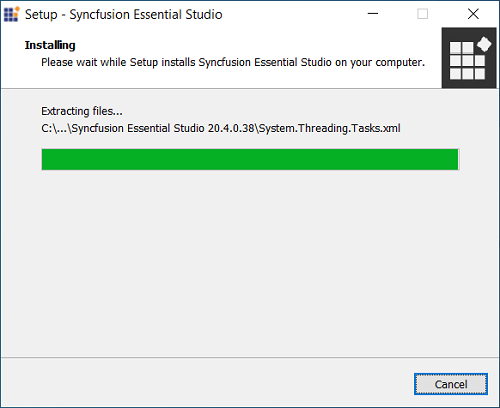 Setup - Syncfusion Essential Studio
Installing
Please wait while Setup installs Syncfusion Essential Studio on your computer.
Extracting files...
C:\...\Syncfusion Essential Studio 20.4.0.38\System.Threading.Tasks.xml
Cancel